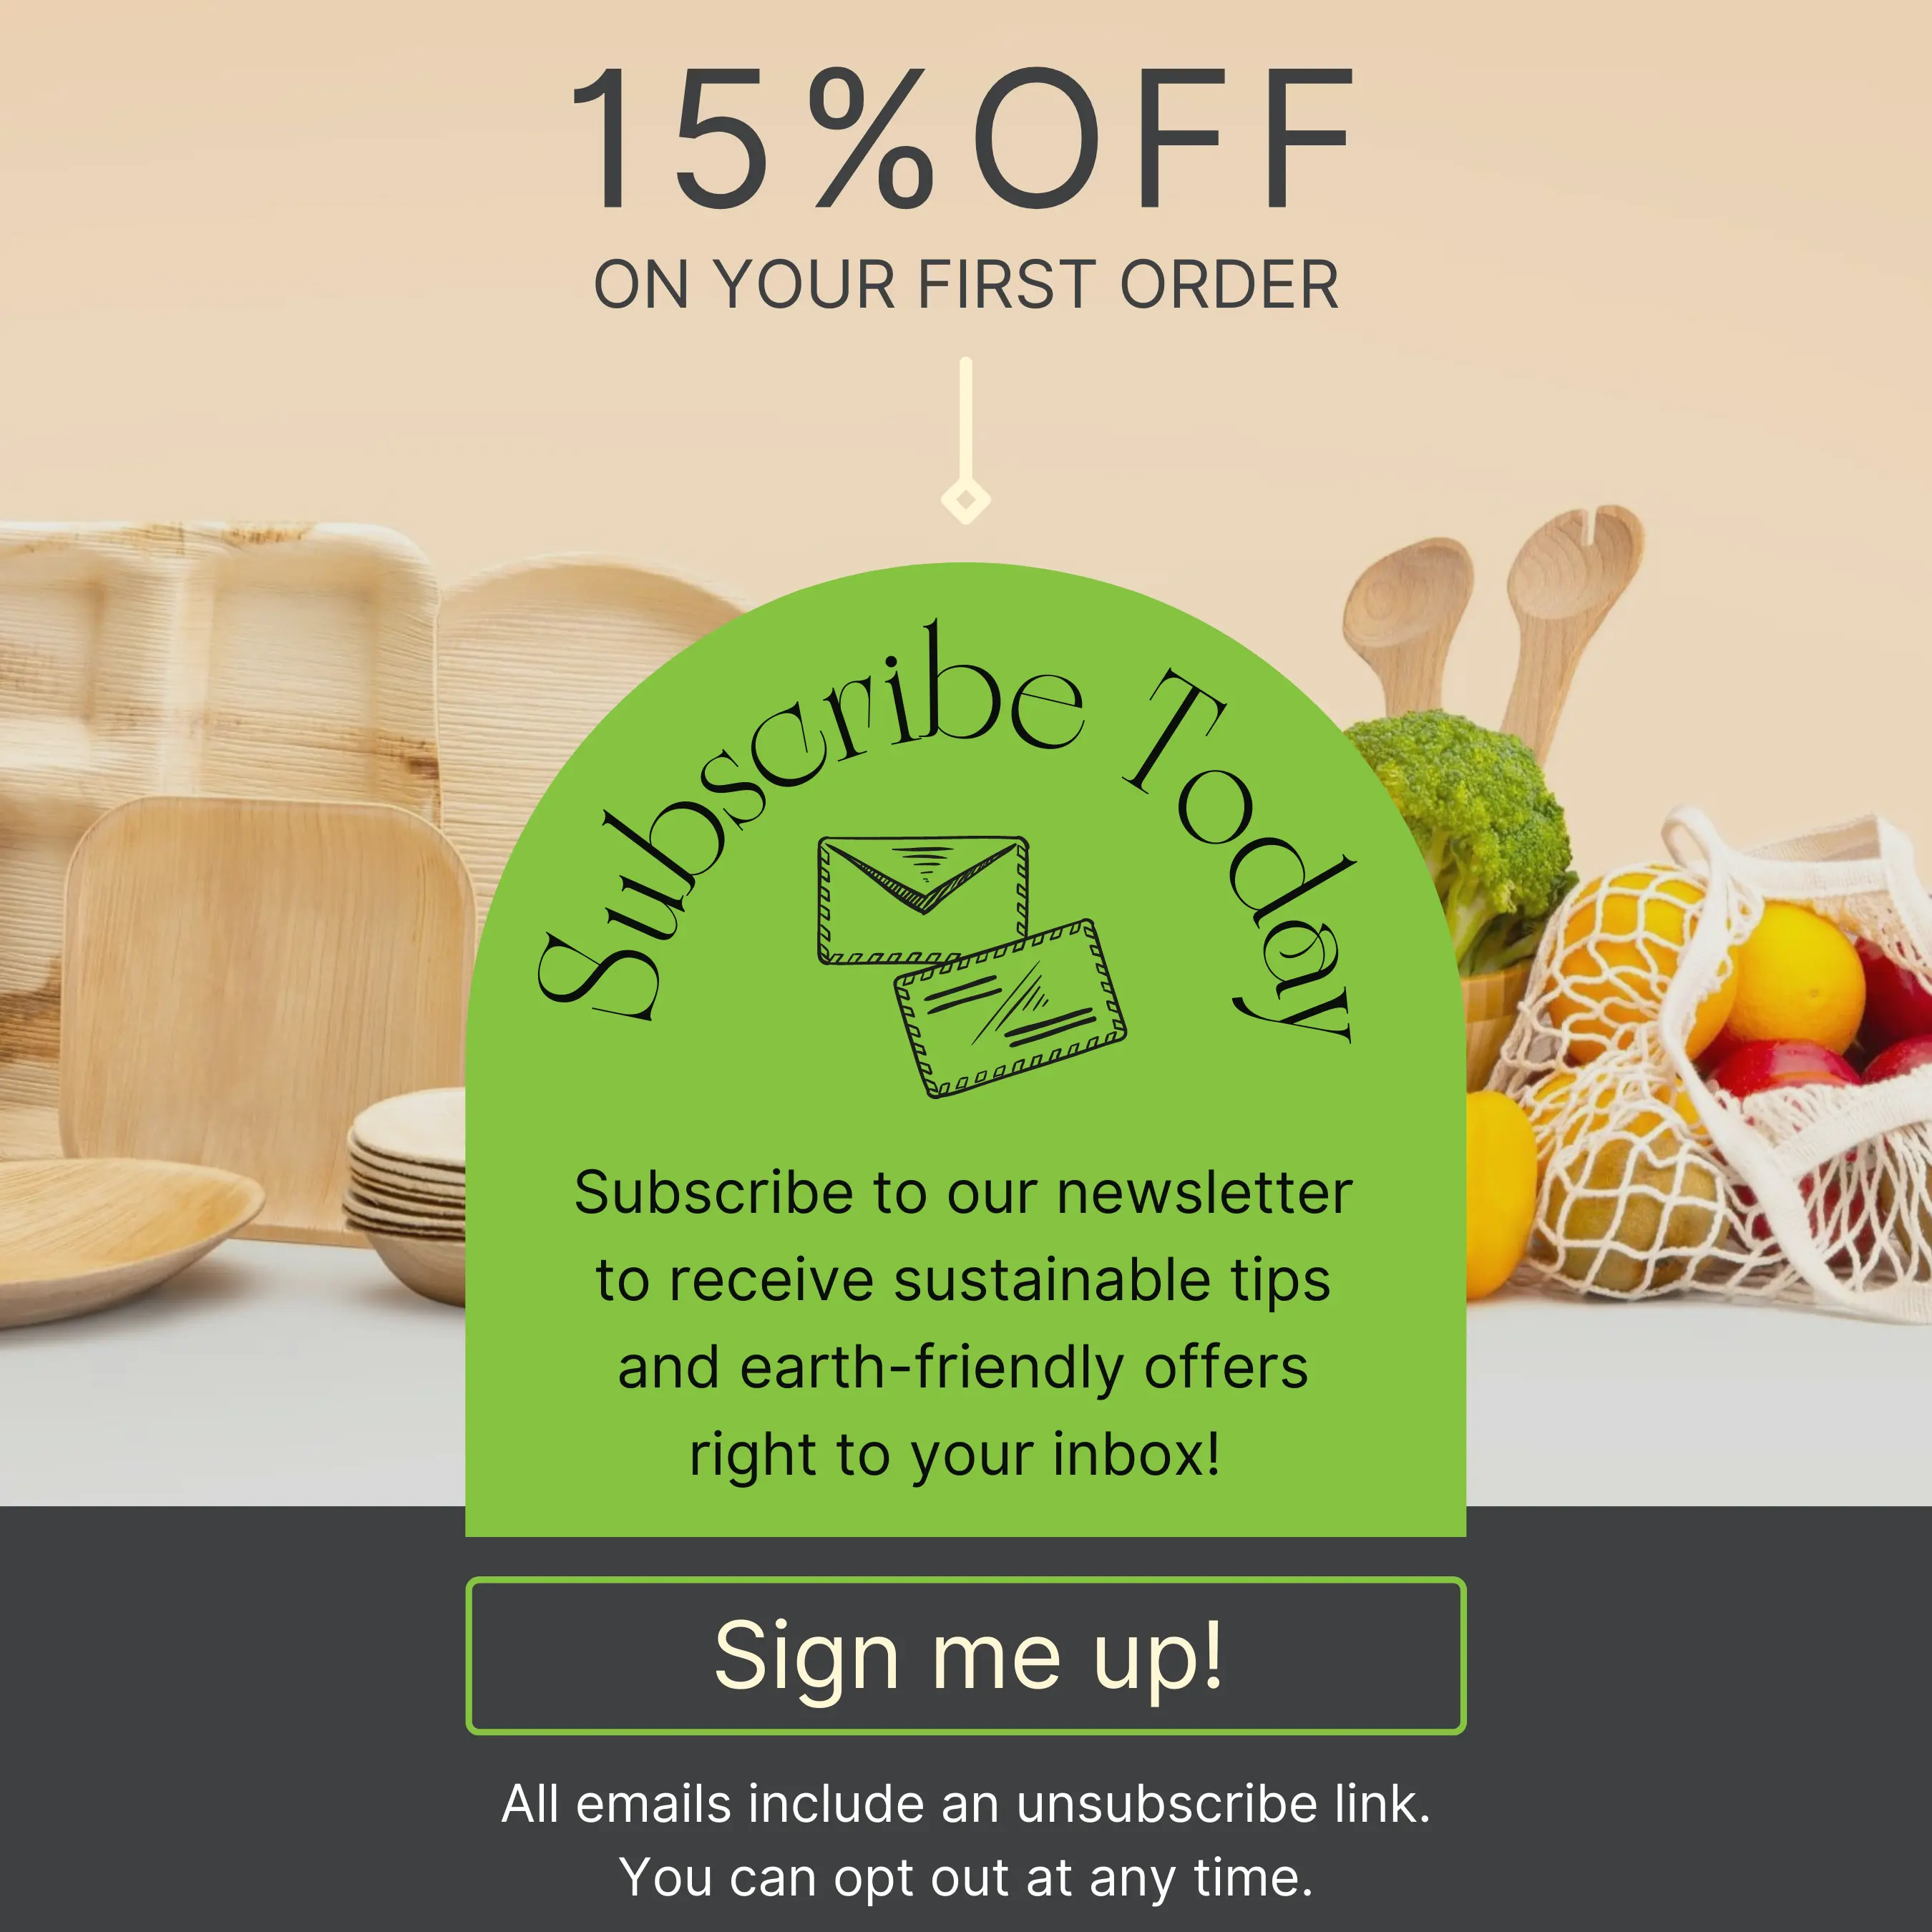 15%OFF
ON YOUR FIRST ORDER
Subscribe Today
Subscribe to our newsletter
to receive sustainable tips
and earth-friendly offers
right to your inbox!
Sign me up!
All emails include an unsubscribe link.
You can opt out at any time.